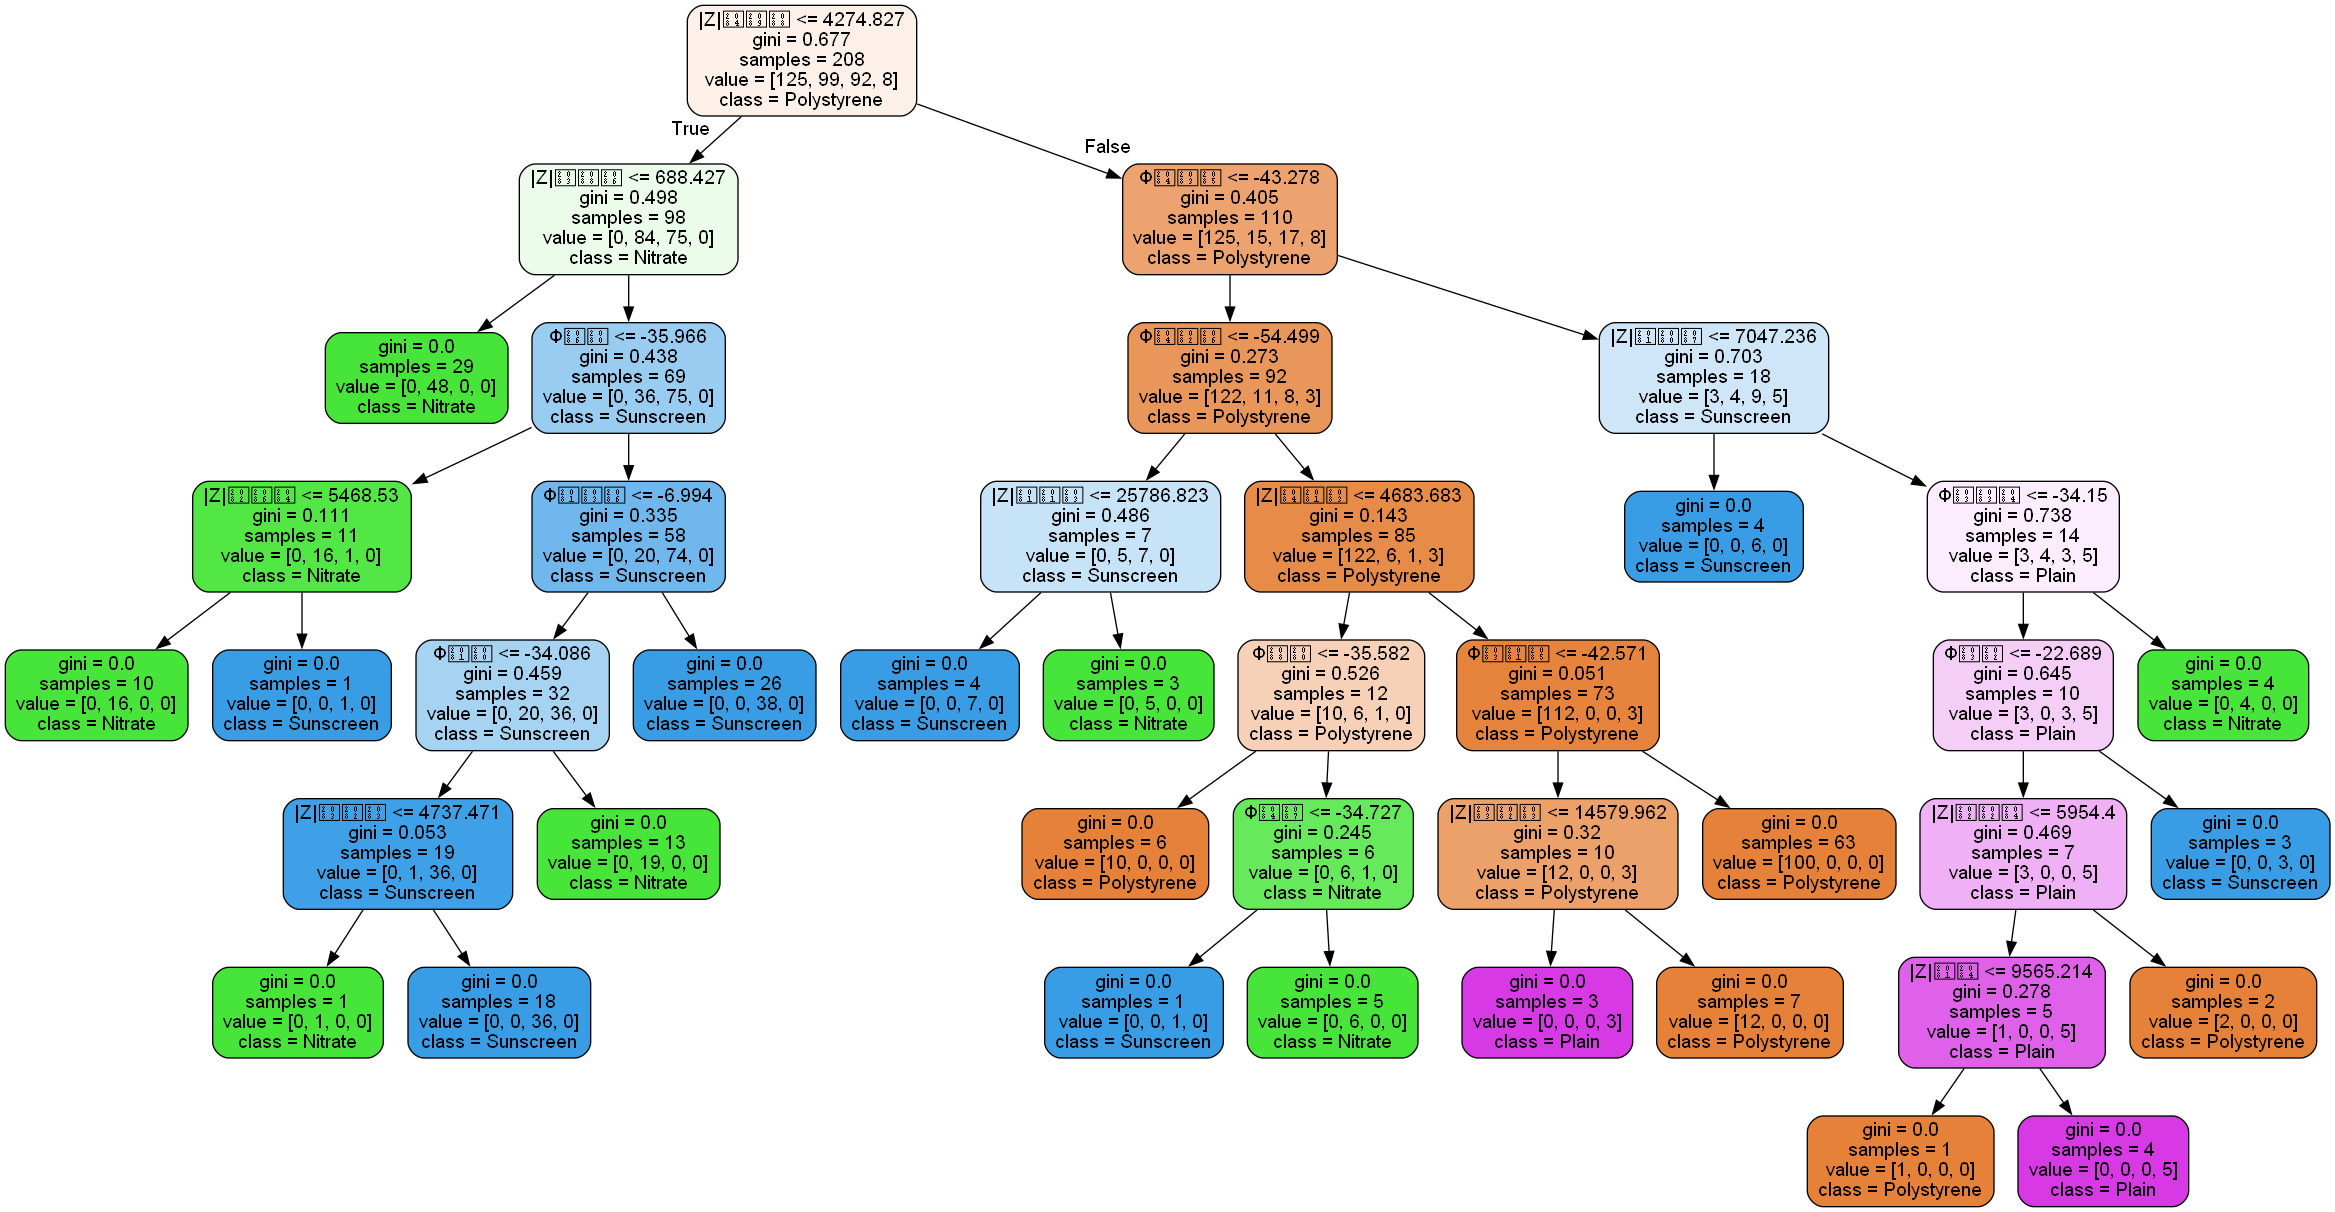 |Z| <= 4274.827
gini = 0.677
samples = 208
value = [125, 99, 92, 8]
class = Polystyrene
True
False
|Z| <= 688.427
gini = 0.498
samples = 98
value = [0, 84, 75, 0]
class = Nitrate
Φ <= -43.278
gini = 0.405
samples = 110
value = [125, 15, 17, 8]
class = Polystyrene
gini = 0.0
samples = 29
value = [0, 48, 0, 0]
class = Nitrate
Φ <= -35.966
gini = 0.438
samples = 69
value = [0, 36, 75, 0]
class = Sunscreen
Φ <= -54.499
gini = 0.273
samples = 92
value = [122, 11, 8, 3]
class = Polystyrene
|Z| <= 7047.236
gini = 0.703
samples = 18
value = [3, 4, 9, 5]
class = Sunscreen
|Z| <= 5468.53
gini = 0.111
samples = 11
value = [0, 16, 1, 0]
class = Nitrate
Φ <= -6.994
gini = 0.335
samples = 58
value = [0, 20, 74, 0]
class = Sunscreen
|Z| <= 25786.823
gini = 0.486
samples = 7
value = [0, 5, 7, 0]
class = Sunscreen
|Z| <= 4683.683
gini = 0.143
samples = 85
value = [122, 6, 1, 3]
class = Polystyrene
gini = 0.0
samples = 4
value = [0, 0, 6, 0]
class = Sunscreen
Φ <= -34.15
gini = 0.738
samples = 14
value = [3, 4, 3, 5]
class = Plain
gini = 0.0
samples = 10
value = [0, 16, 0, 0]
class = Nitrate
gini = 0.0
samples = 1
value = [0, 0, 1, 0]
class = Sunscreen
Φ <= -34.086
gini = 0.459
samples = 32
value = [0, 20, 36, 0]
class = Sunscreen
gini = 0.0
samples = 26
value = [0, 0, 38, 0]
class = Sunscreen
gini = 0.0
samples = 4
value = [0, 0, 7, 0]
class = Sunscreen
gini = 0.0
samples = 3
value = [0, 5, 0, 0]
class = Nitrate
Φ <= -35.582
gini = 0.526
samples = 12
value = [10, 6, 1, 0]
class = Polystyrene
Φ <= -42.571
gini = 0.051
samples = 73
value = [112, 0, 0, 3]
class = Polystyrene
Φ <= -22.689
gini = 0.645
samples = 10
value = [3, 0, 3, 5]
class = Plain
gini = 0.0
samples = 4
value = [0, 4, 0, 0]
class = Nitrate
|Z| <= 4737.471
gini = 0.053
samples = 19
value = [0, 1, 36, 0]
class = Sunscreen
gini = 0.0
samples = 13
value = [0, 19, 0, 0]
class = Nitrate
gini = 0.0
samples = 6
value = [10, 0, 0, 0]
class = Polystyrene
Φ <= -34.727
gini = 0.245
samples = 6
value = [0, 6, 1, 0]
class = Nitrate
|Z| <= 14579.962
gini = 0.32
samples = 10
value = [12, 0, 0, 3]
class = Polystyrene
gini = 0.0
samples = 63
value = [100, 0, 0, 0]
class = Polystyrene
|Z| <= 5954.4
gini = 0.469
samples = 7
value = [3, 0, 0, 5]
class = Plain
gini = 0.0
samples = 3
value = [0, 0, 3, 0]
class = Sunscreen
gini = 0.0
samples = 1
value = [0, 1, 0, 0]
class = Nitrate
gini = 0.0
samples = 18
value = [0, 0, 36, 0]
class = Sunscreen
gini = 0.0
samples = 1
value = [0, 0, 1, 0]
class = Sunscreen
gini = 0.0
samples = 5
value = [0, 6, 0, 0]
class = Nitrate
gini = 0.0
samples = 3
value = [0, 0, 0, 3]
class = Plain
gini = 0.0
samples = 7
value = [12, 0, 0, 0]
class = Polystyrene
|Z| <= 9565.214
gini = 0.278
samples = 5
value = [1, 0, 0, 5]
class = Plain
gini = 0.0
samples = 2
value = [2, 0, 0, 0]
class = Polystyrene
gini = 0.0
samples = 1
value = [1, 0, 0, 0]
class = Polystyrene
gini = 0.0
samples = 4
value = [0, 0, 0, 5]
class = Plain